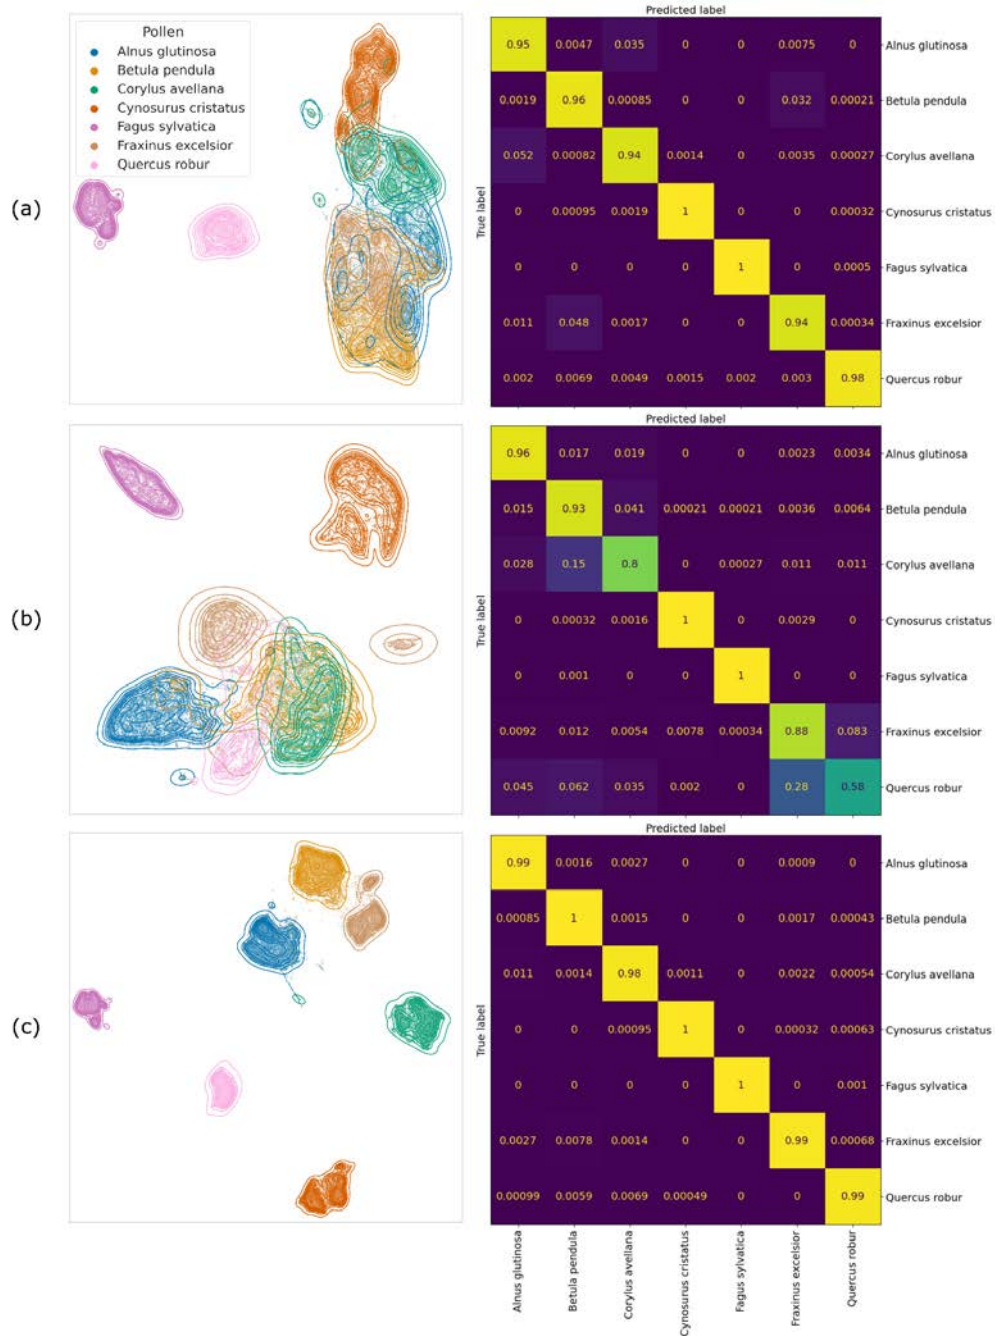 Pollen
Alnus glutinosa
Betula pendula
Corylus avellana
Cynosurus cristatus
Fagus sylvatica
Fraxinus excelsior
Quercus robur
(a)
Predicted label
True label
0.95 0.0047 0.035 0 0 0.0075 0 Alnus glutinosa
0.0019 0.96 0.00085 0 0 0.032 0.00021 Betula pendula
0.052 0.00082 0.94 0.0014 0 0.0035 0.00027 Corylus avellana
0 0.00095 0.0019 1 0 0 0.00032 Cynosurus cristatus
0 0 0 0 1 0 0.0005 Fagus sylvatica
0.011 0.048 0.0017 0 0 0.94 0.00034 Fraxinus excelsior
0.002 0.0069 0.0049 0.0015 0.002 0.003 0.98 Quercus robur
(b)
Predicted label
True label
0.96 0.017 0.019 0 0 0.0023 0.0034 Alnus glutinosa
0.015 0.93 0.041 0.00021 0.00021 0.0036 0.0064 Betula pendula
0.028 0.15 0.8 0 0.00027 0.011 0.011 Corylus avellana
0 0.00032 0.0016 1 0 0.0029 0 Cynosurus cristatus
0 0.001 0 0 1 0 0 Fagus sylvatica
0.0092 0.012 0.0054 0.0078 0.00034 0.88 0.083 Fraxinus excelsior
0.045 0.062 0.035 0.002 0 0.28 0.58 Quercus robur
(c)
Predicted label
True label
0.99 0.0016 0.0027 0 0 0.0009 0 Alnus glutinosa
0.00085 1 0.0015 0 0 0.0017 0.00043 Betula pendula
0.011 0.0014 0.98 0.0011 0 0.0022 0.00054 Corylus avellana
0 0 0.00095 1 0 0.00032 0.00063 Cynosurus cristatus
0 0 0 0 1 0 0.001 Fagus sylvatica
0.0027 0.0078 0.0014 0 0 0.99 0.00068 Fraxinus excelsior
0.00099 0.0059 0.0069 0.00049 0 0 0.99 Quercus robur
Alnus glutinosa
Betula pendula
Corylus avellana
Cynosurus cristatus
Fagus sylvatica
Fraxinus excelsior
Quercus robur